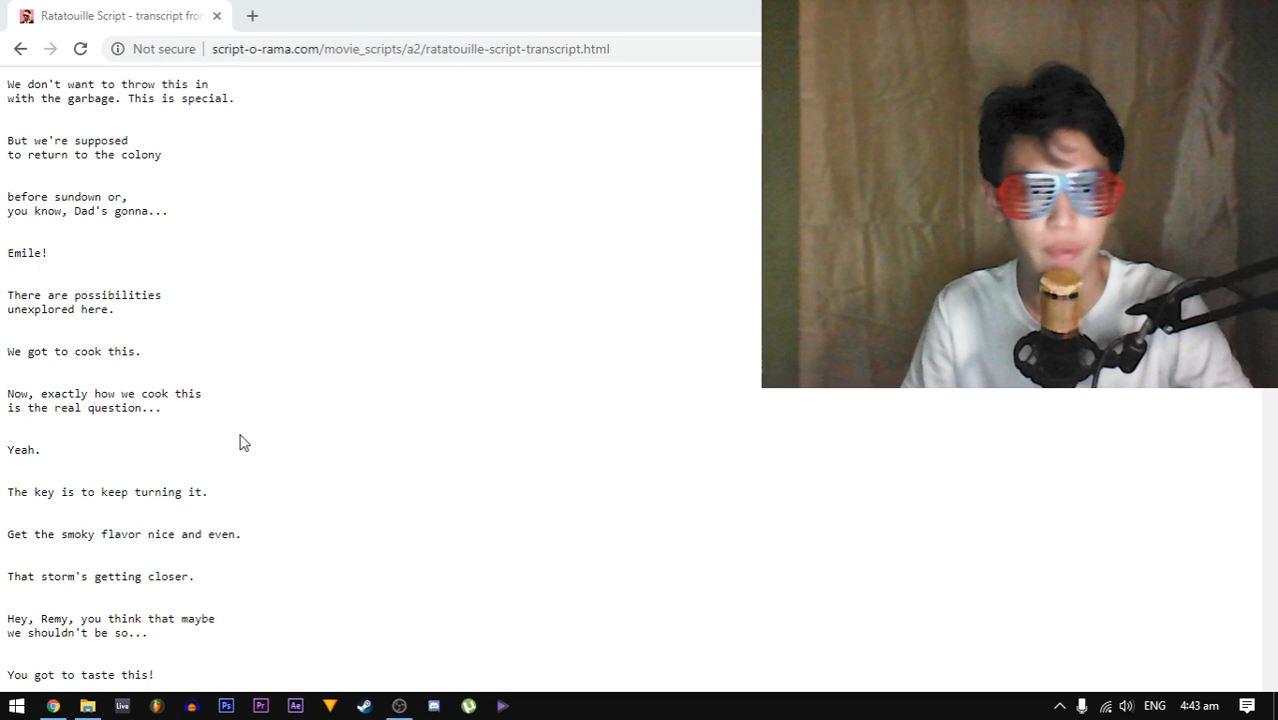 Ratatouille Script - transcript from
Not secure
script-o-rama.com/movie_scripts/a2/ratatouille-script-transcript.html
We don't want to throw this in
with the garbage. This is special.
But we're supposed
to return to the colony
before sundown or,
you know, Dad's gonna...
Emile!
There are possibilities
unexplored here.
We got to cook this.
Now, exactly how we cook this
is the real question...
Yeah.
The key is to keep turning it.
Get the smoky flavor nice and even.
That storm's getting closer.
Hey, Remy, you think that maybe
we shouldn't be so...
You got to taste this!
Live
Ps
Pr
Ae
ENG
4:43 am